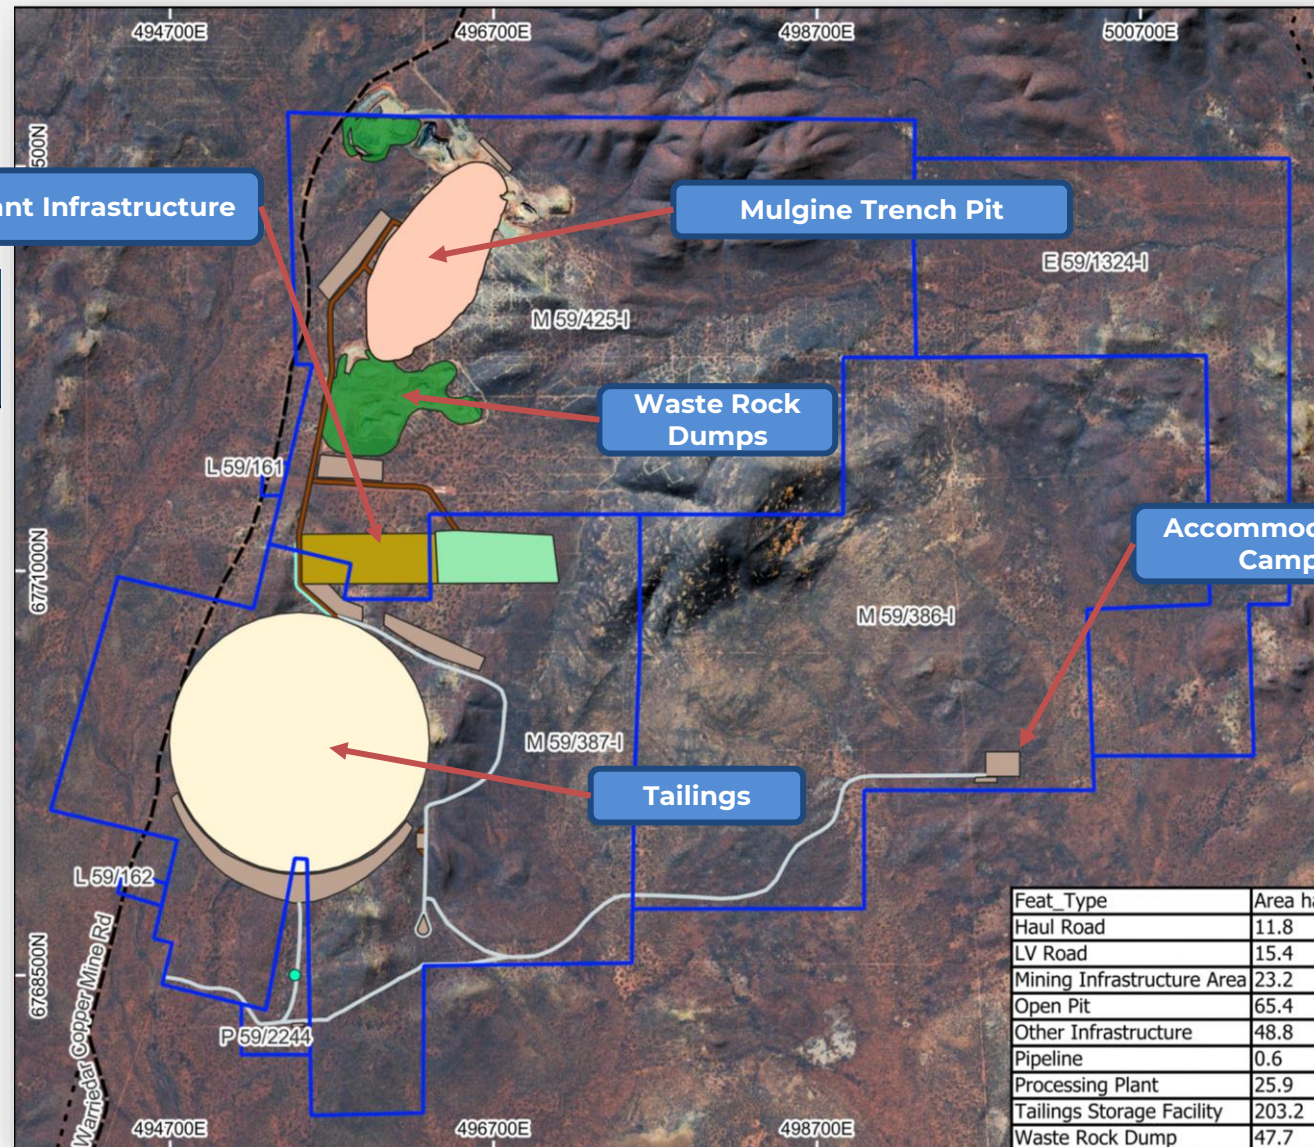 494700E
496700E
498700E
500700E
500N
ant Infrastructure
Mulgine Trench Pit
E 59/1324-I
M 59/425-I
Waste Rock
Dumps
L 59/161
Accommod
Camp
6771000N
M 59/386-I
M 59/387-I
Tailings
L 59/162
Feat_Type Area ha
Haul Road 11.8
LV Road 15.4
Mining Infrastructure Area 23.2
Open Pit 65.4
Other Infrastructure 48.8
Pipeline 0.6
Processing Plant 25.9
Tailings Storage Facility 203.2
Waste Rock Dump 47.7
6768500N
Warriedar Copper Mine Rd
P 59/2244
494700E
496700E
498700E